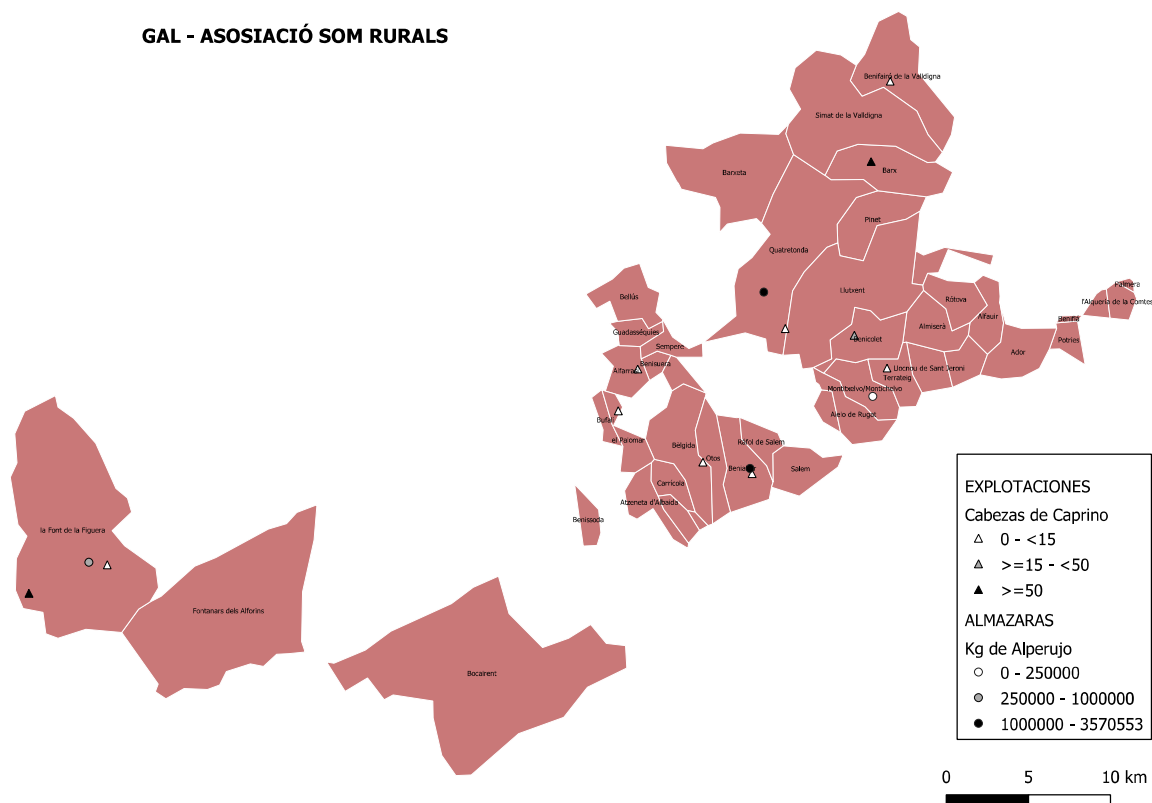 GAL - ASOSIACIÓ SOM RURALS
Benifairó de la Valldigna
Simat de la Valldigna
Barxeta
Barx
Pinet
Quatretonda
Llutxent
Bellús
Palmera
l'Alqueria de la Comtessa
Ròtova
Alfauir
Beniflà
Guadasséquies
Almiserà
Benicolet
Potries
Sempere
Ador
Benisuera
Alfarrasí
Llocnou de Sant Jeroni
Terrateig
Montitxelvo/Montichelvo
Bufali
Aielo de Rugat
el Palomar
Bèlgida
Ràfol de Salem
Otos
Beniatjar
Salem
Carrícola
Atzeneta d'Albaida
Benissoda
la Font de la Figuera
Fontanars dels Alforins
Bocairent
EXPLOTACIONES
Cabezas de Caprino
0 - <15
>=15 - <50
>=50
ALMAZARAS
Kg de Alperujo
0 - 250000
250000 - 1000000
1000000 - 3570553
0 5 10 km